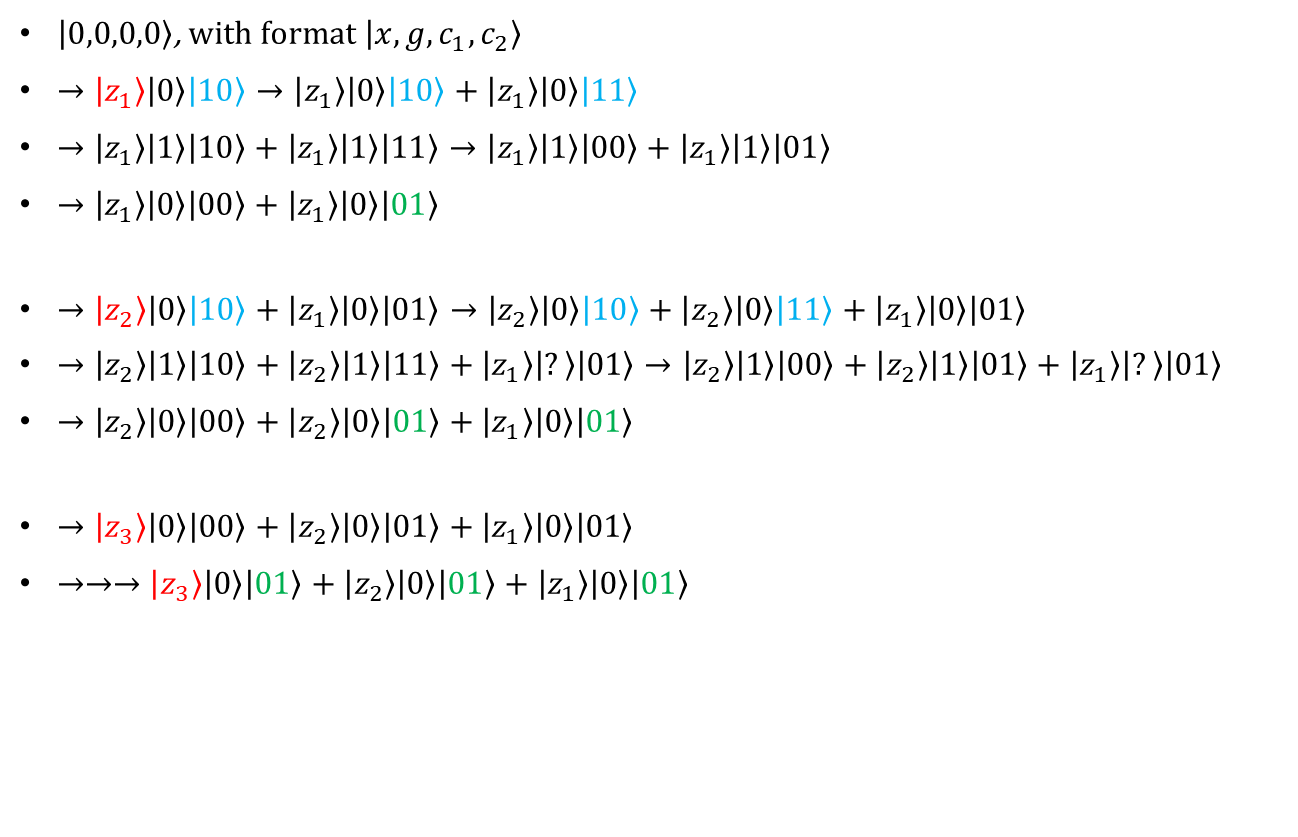 • |0,0,0,0⟩, with format |x, g, c₁, c₂⟩
• → |z₁⟩|0⟩|10⟩ → |z₁⟩|0⟩|10⟩ + |z₁⟩|0⟩|11⟩
• → |z₁⟩|1⟩|10⟩ + |z₁⟩|1⟩|11⟩ → |z₁⟩|1⟩|00⟩ + |z₁⟩|1⟩|01⟩
• → |z₁⟩|0⟩|00⟩ + |z₁⟩|0⟩|01⟩
• → |z₂⟩|0⟩|10⟩ + |z₁⟩|0⟩|01⟩ → |z₂⟩|0⟩|10⟩ + |z₂⟩|0⟩|11⟩ + |z₁⟩|0⟩|01⟩
• → |z₂⟩|1⟩|10⟩ + |z₂⟩|1⟩|11⟩ + |z₁⟩|? ⟩|01⟩ → |z₂⟩|1⟩|00⟩ + |z₂⟩|1⟩|01⟩ + |z₁⟩|? ⟩|01⟩
• → |z₂⟩|0⟩|00⟩ + |z₂⟩|0⟩|01⟩ + |z₁⟩|0⟩|01⟩
• → |z₃⟩|0⟩|00⟩ + |z₂⟩|0⟩|01⟩ + |z₁⟩|0⟩|01⟩
• →→→ |z₃⟩|0⟩|01⟩ + |z₂⟩|0⟩|01⟩ + |z₁⟩|0⟩|01⟩